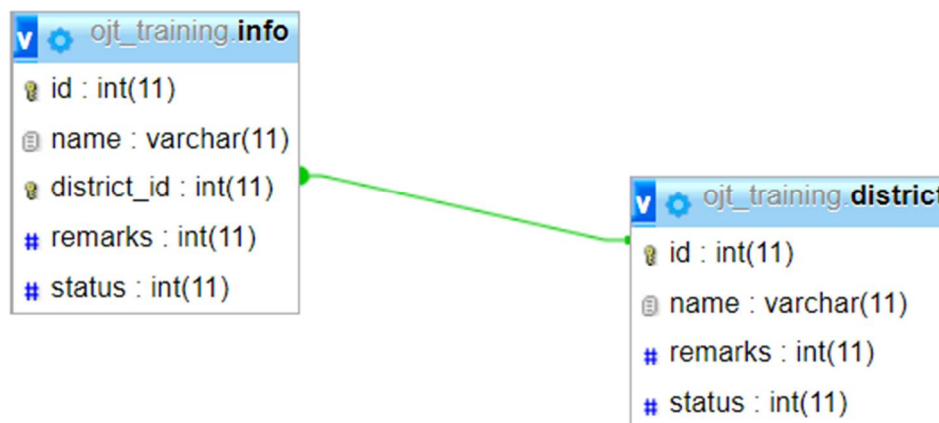 v ojt_training.info
id : int(11)
name : varchar(11)
district_id : int(11)
# remarks : int(11)
# status : int(11)
v ojt_training.district
id : int(11)
name : varchar(11)
# remarks : int(11)
# status : int(11)